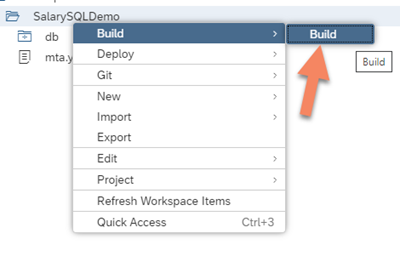 SalarySQLDemo
Build > Build
db
Deploy >
mta.y
Build
Git >
New >
Import >
Export
Edit >
Project >
Refresh Workspace Items
Quick Access Ctrl+3